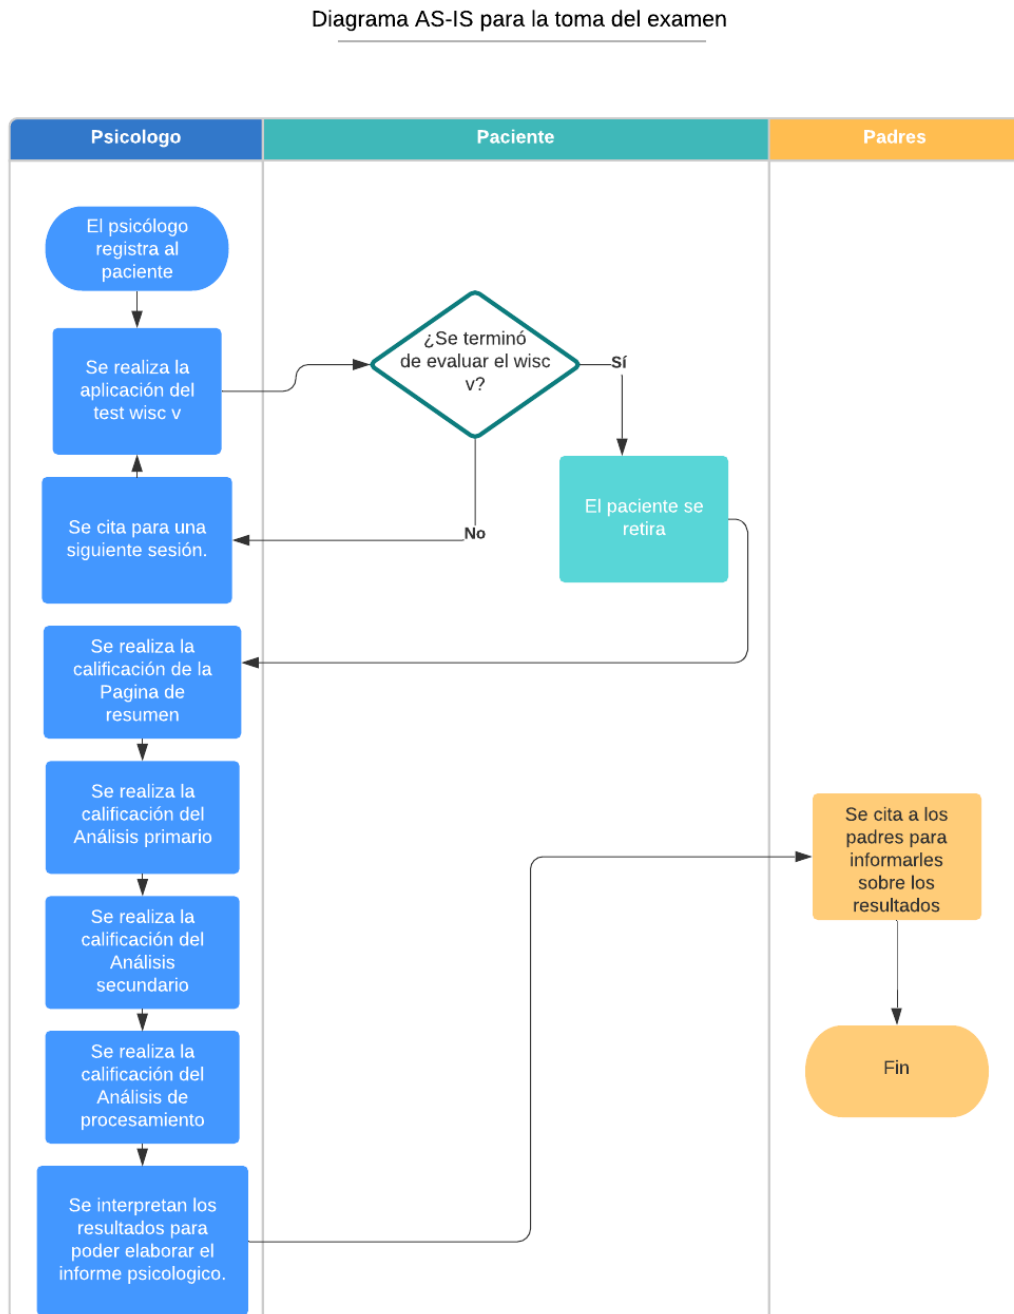 Diagrama AS-IS para la toma del examen
Psicologo
Paciente
Padres
El psicólogo
registra al
paciente
Se realiza la
aplicación del
test wisc v
¿Se terminó
de evaluar el wisc
v?
Sí
No
El paciente se
retira
Se cita para una
siguiente sesión.
Se realiza la
calificación de la
Pagina de
resumen
Se realiza la
calificación del
Análisis primario
Se realiza la
calificación del
Análisis
secundario
Se realiza la
calificación del
Análisis de
procesamiento
Se interpretan los
resultados para
poder elaborar el
informe psicologico.
Se cita a los
padres para
informarles
sobre los
resultados
Fin